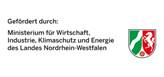 Gefördert durch:
Ministerium für Wirtschaft,
Industrie, Klimaschutz und Energie
des Landes Nordrhein-Westfalen